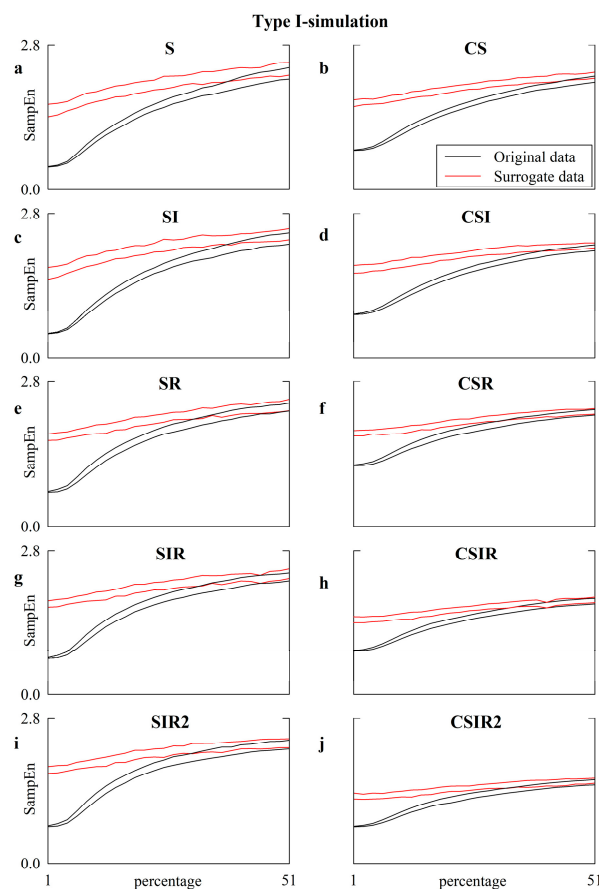 Type I-simulation
S
CS
a
2.8
SampEn
0.0
b
Original data
Surrogate data
SI
CSI
c
2.8
SampEn
0.0
d
SR
CSR
e
2.8
SampEn
0.0
f
SIR
CSIR
g
2.8
SampEn
0.0
h
SIR2
CSIR2
i
2.8
SampEn
0.0
j
1 percentage 51
1 percentage 51